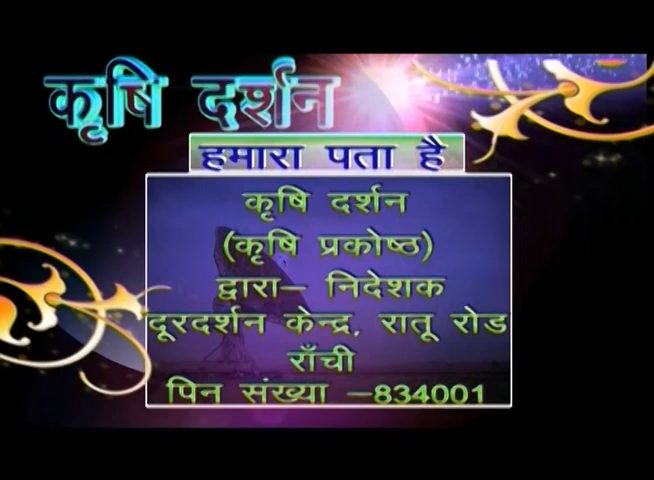 कृषि दर्शन
हमारा पता है
कृषि दर्शन
(कृषि प्रकोष्ठ)
द्वारा– निदेशक
दूरदर्शन केन्द्र, रातू रोड
राँची
पिन संख्या –834001